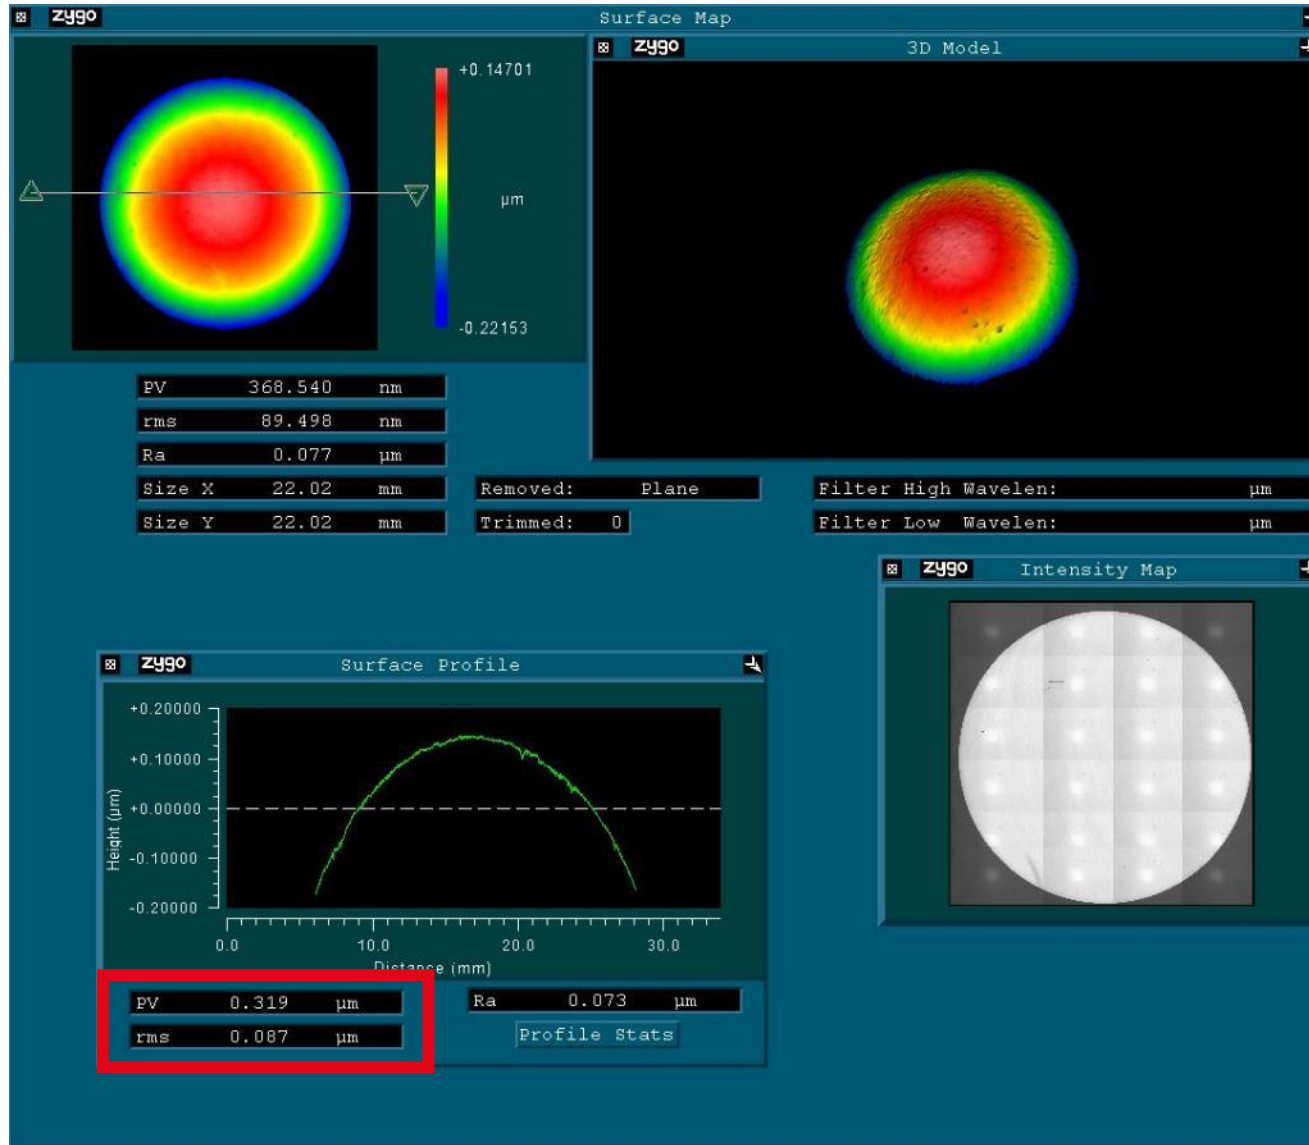 zygo Surface Map
+0.14701
µm
-0.22153
zygo 3D Model
PV 368.540 nm
rms 89.498 nm
Ra 0.077 µm
Size X 22.02 mm
Size Y 22.02 mm
Removed: Plane
Trimmed: 0
Filter High Wavelen: µm
Filter Low Wavelen: µm
zygo Intensity Map
zygo Surface Profile
+0.20000
+0.10000
+0.00000
-0.10000
-0.20000
Height (µm)
0.0 10.0 20.0 30.0
Distance (mm)
PV 0.319 µm
rms 0.087 µm
Ra 0.073 µm
Profile Stats